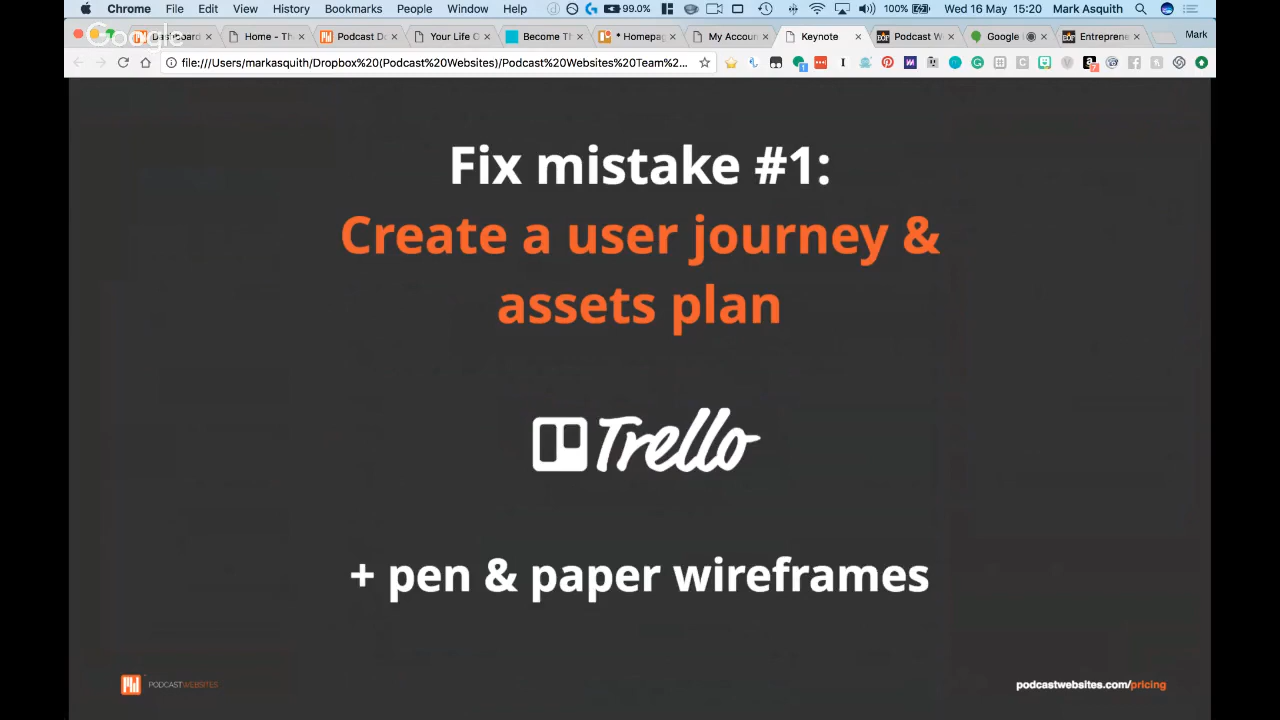 Chrome File Edit View History Bookmarks People Window Help 99.0% 100% Wed 16 May 15:20 Mark Asquith
Google
Dashboard Home - Th Podcast Do Your Life O Become Th * Homepag My Accoun Keynote Podcast W Google Entreprene Mark
file:///Users/markasquith/Dropbox%20(Podcast%20Websites)/Podcast%20Websites%20Team%2...
Fix mistake #1:
Create a user journey &
assets plan
Trello
+ pen & paper wireframes
PODCASTWEBSITES
podcastwebsites.com/pricing